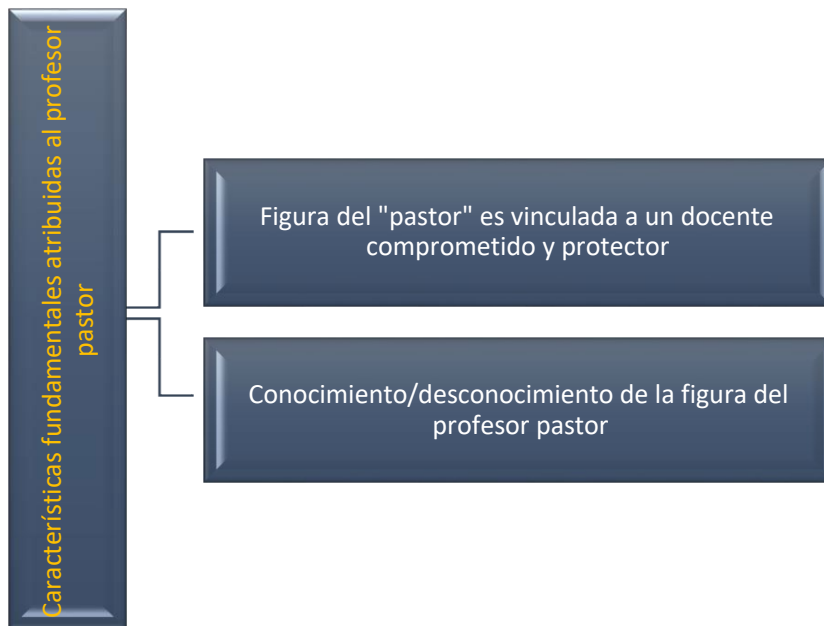 Características fundamentales atribuidas al profesor
pastor
Figura del "pastor" es vinculada a un docente
comprometido y protector
Conocimiento/desconocimiento de la figura del
profesor pastor